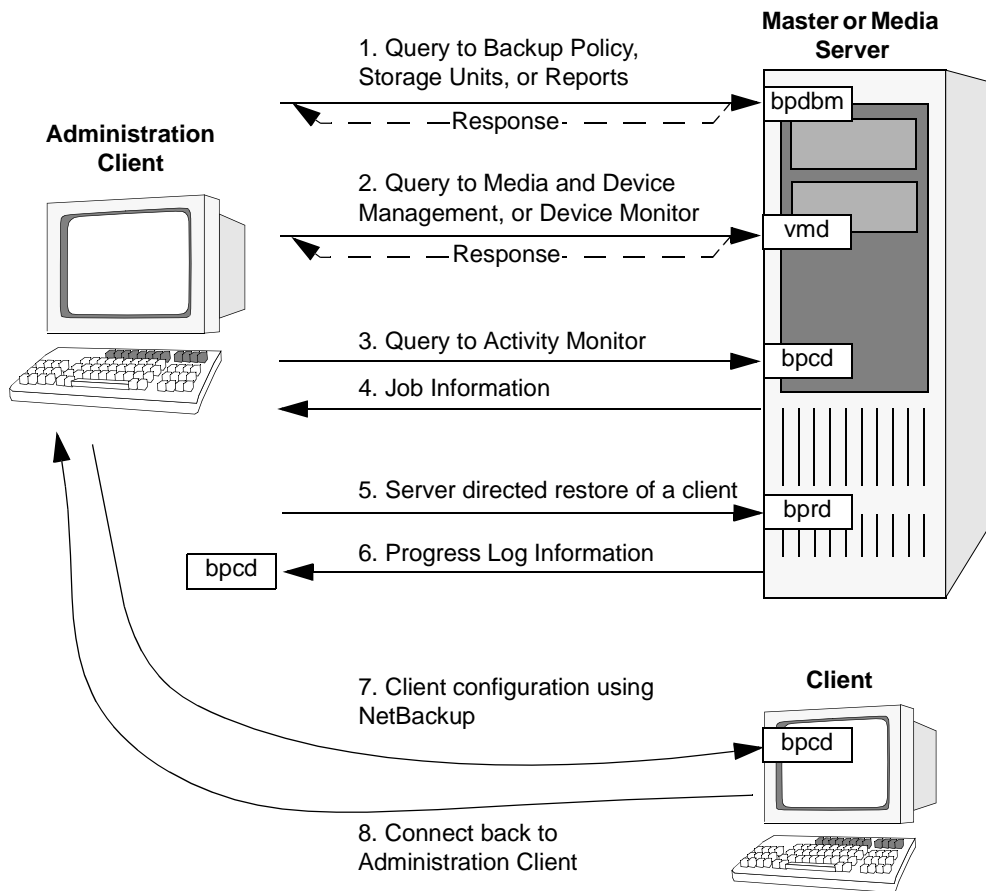 Master or Media
Server
1. Query to Backup Policy,
Storage Units, or Reports
bpdbm
Response
Administration
Client
2. Query to Media and Device
Management, or Device Monitor
vmd
Response
3. Query to Activity Monitor
bpcd
4. Job Information
5. Server directed restore of a client
bprd
6. Progress Log Information
bpcd
7. Client configuration using
NetBackup
Client
bpcd
8. Connect back to
Administration Client